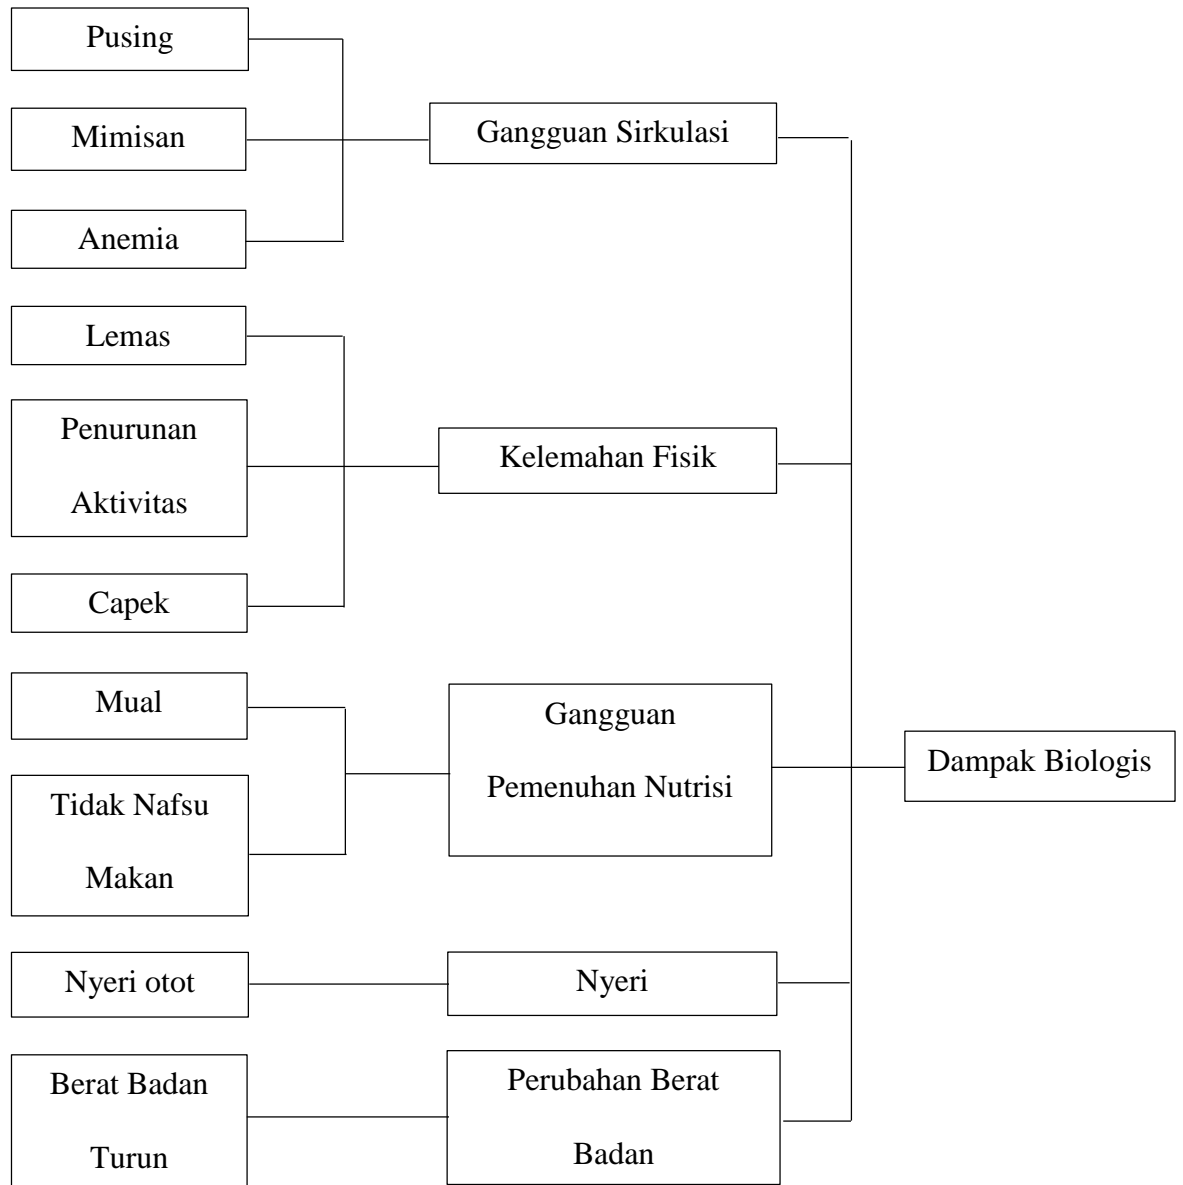 Pusing
Mimisan
Gangguan Sirkulasi
Anemia
Lemas
Penurunan
Aktivitas
Kelemahan Fisik
Capek
Mual
Tidak Nafsu
Makan
Gangguan
Pemenuhan Nutrisi
Dampak Biologis
Nyeri otot
Nyeri
Berat Badan
Turun
Perubahan Berat
Badan